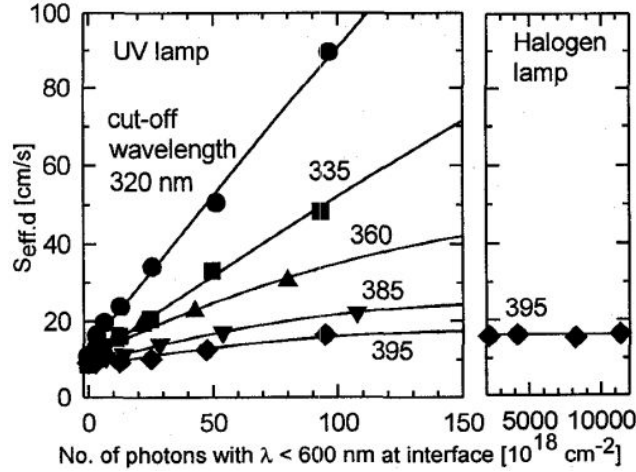 100
80
60
40
20
0
S_eff.d [cm/s]
UV lamp
cut-off
wavelength
320 nm
335
360
385
395
0 50 100 150
Halogen
lamp
395
5000 10000
No. of photons with λ < 600 nm at interface [10^18 cm^-2]